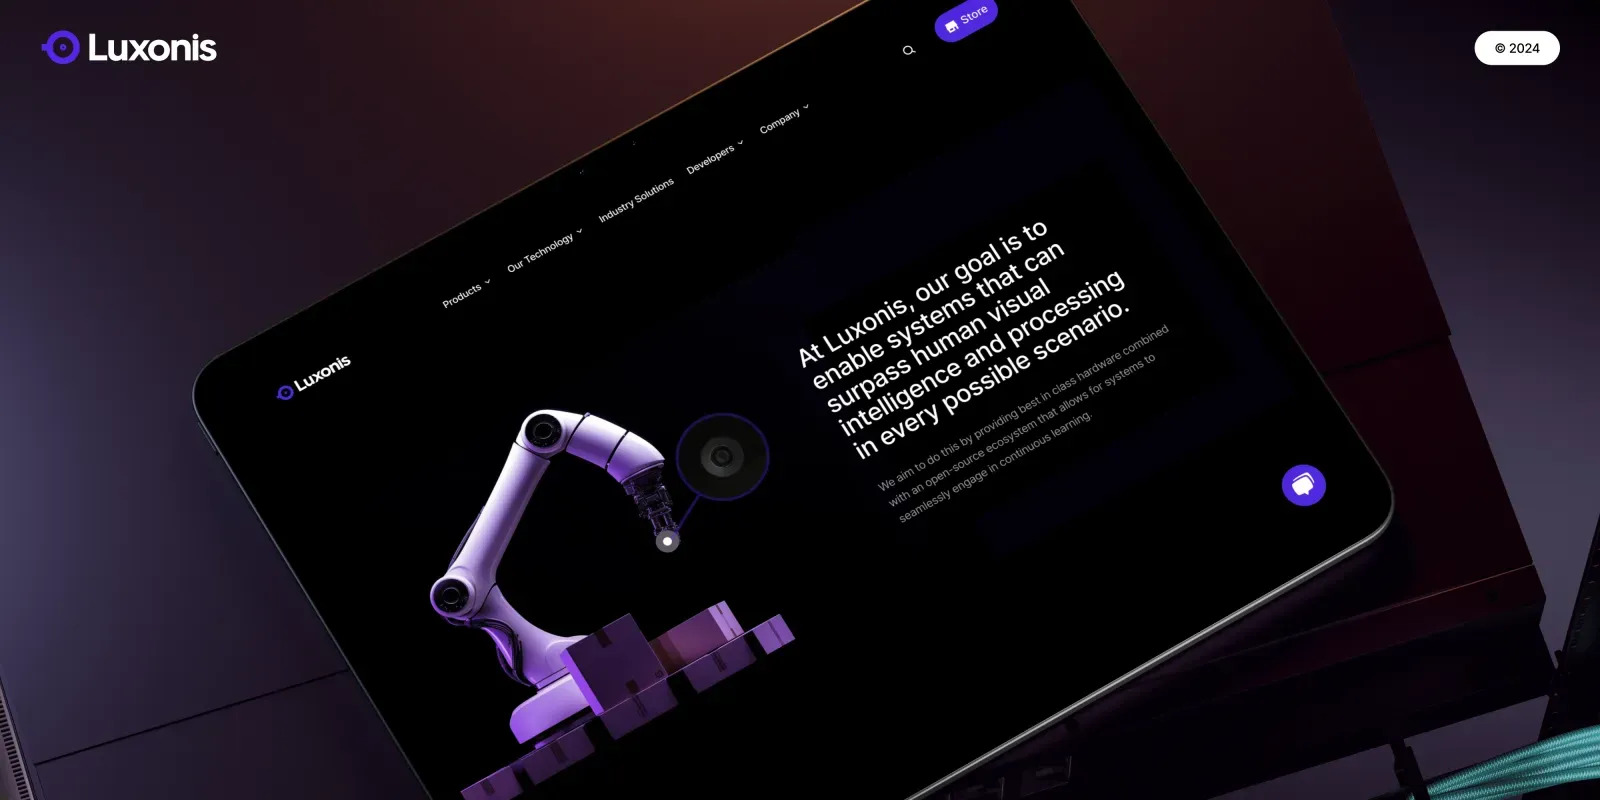 Luxonis
© 2024
Store
Products
Our Technology
Industry Solutions
Developers
Company
Luxonis
At Luxonis, our goal is to
enable systems that can
surpass human visual
intelligence and processing
in every possible scenario.
We aim to do this by providing best in class hardware combined
with an open-source ecosystem that allows for systems to
seamlessly engage in continuous learning.